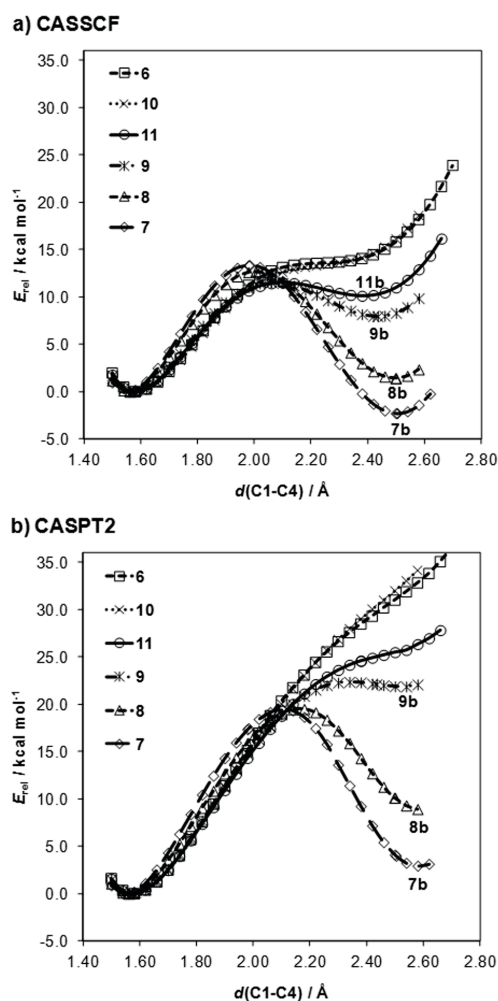 a) CASSCF
35.0
30.0
25.0
20.0
15.0
10.0
5.0
0.0
-5.0
E rel / kcal mol-1
6
10
11
9
8
7
11b
9b
8b
7b
1.40 1.60 1.80 2.00 2.20 2.40 2.60 2.80
d(C1-C4) / Å
b) CASPT2
35.0
30.0
25.0
20.0
15.0
10.0
5.0
0.0
-5.0
E rel / kcal mol-1
6
10
11
9
8
7
9b
8b
7b
1.40 1.60 1.80 2.00 2.20 2.40 2.60 2.80
d(C1-C4) / Å